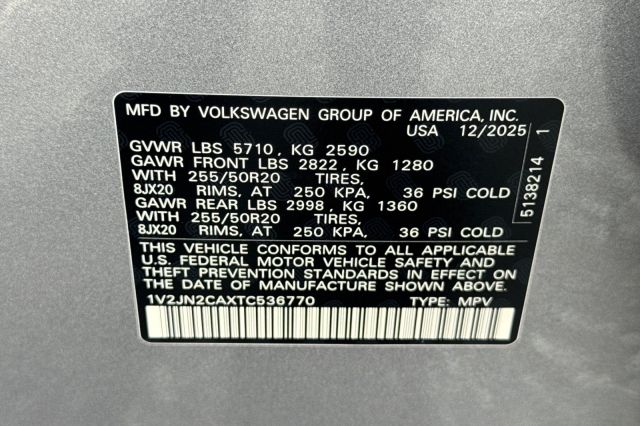 MFD BY VOLKSWAGEN GROUP OF AMERICA, INC.
USA 12/2025
GVWR LBS 5710, KG 2590
GAWR FRONT LBS 2822, KG 1280
WITH 255/50R20 TIRES,
8JX20 RIMS, AT 250 KPA, 36 PSI COLD
GAWR REAR LBS 2998, KG 1360
WITH 255/50R20 TIRES,
8JX20 RIMS, AT 250 KPA, 36 PSI COLD
THIS VEHICLE CONFORMS TO ALL APPLICABLE
U.S. FEDERAL MOTOR VEHICLE SAFETY AND
THEFT PREVENTION STANDARDS IN EFFECT ON
THE DATE OF MANUFACTURE SHOWN ABOVE.
1V2JN2CAXTC536770 TYPE: MPV
5138214 1